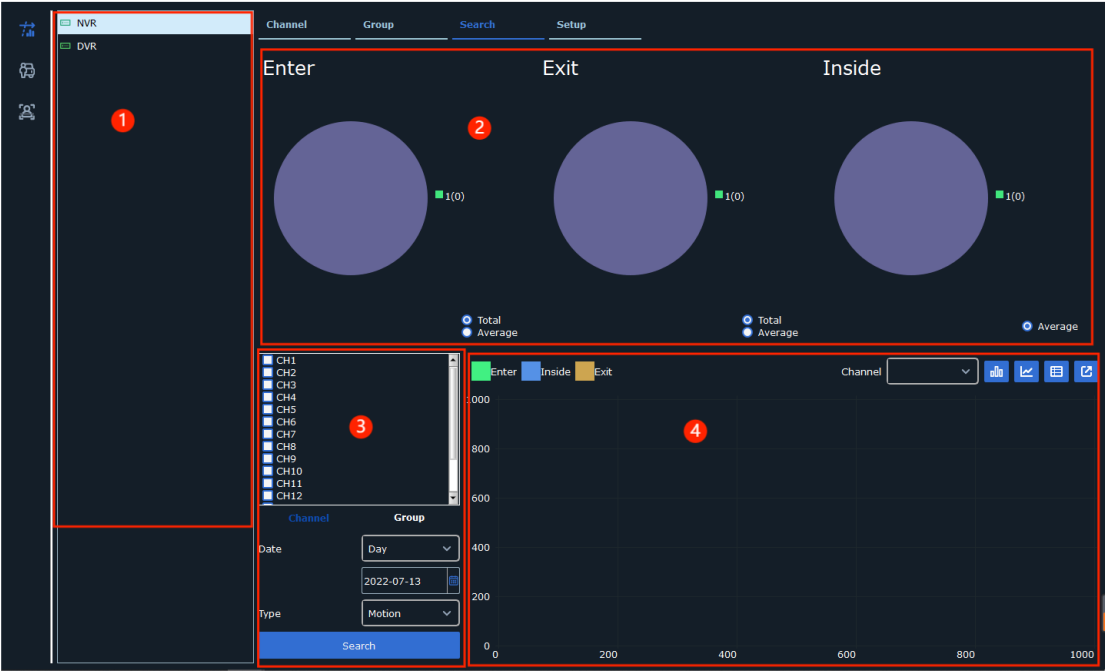 NVR
DVR
1
Channel Group Search Setup
Enter Exit Inside
2
1(0) 1(0) 1(0)
Total Total
Average Average Average
CH1
CH2
CH3
CH4
CH5
CH6
CH7
CH8
CH9
CH10
CH11
CH12
3
Channel Group
Date Day
2022-07-13
Type Motion
Search
Enter Inside Exit Channel
4
1000
800
600
400
200
0
0 200 400 600 800 1000